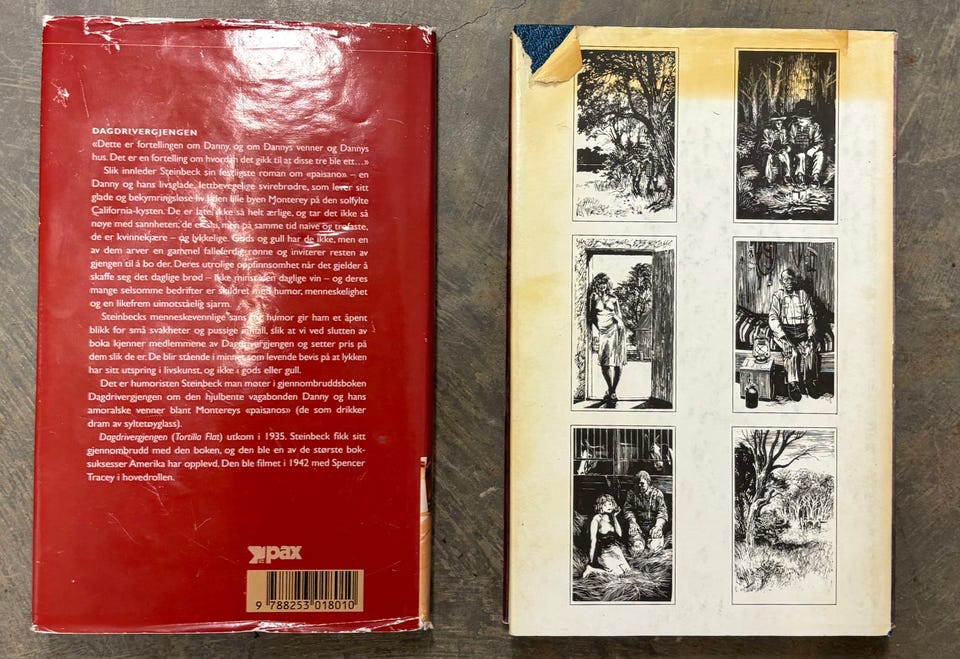 DAGDRIVERGJENGEN
«Dette er fortellingen om Danny, og om Dannys venner og Dannys
hus. Det er en fortelling om hvordan det gikk til at disse tre ble ett…»
Slik innleder Steinbeck sin festligste roman om «paisano» – en
Danny og hans livsglade, lettbevegelige svirebrødre, som lever sitt
glade og bekymringsløse liv i den lille byen Monterey på den solfylte
California-kysten. De er late, ikke så helt ærlige, og tar det ikke så
nøye med sannheten; de er slu, men på samme tid naive og trofaste,
de er kvinnekjære – og lykkelige. Gods og gull har de ikke, men en
av dem arver en gammel falleferdig rønne og inviterer resten av
gjengen til å bo der. Deres utrolige oppfinnsomhet når det gjelder å
skaffe seg det daglige brød – ikke minst den daglige vin – og deres
mange selsomme bedrifter er skildret med humor, menneskelighet
og en likefrem uimotståelig sjarm.
Steinbecks menneskevennlige sans for humor gir ham et åpent
blikk for små svakheter og pussige innfall, slik at vi ved slutten av
boka kjenner medlemmene av Dagdrivergjengen og setter pris på
dem slik de er. De blir stående i minnet som levende bevis på at lykken
har sitt utspring i livskunst, og ikke i gods eller gull.
Det er humoristen Steinbeck man møter i gjennombruddsboken
Dagdrivergjengen om den hjulbente vagabonden Danny og hans
amoralske venner blant Montereys «paisanos» (de som drikker
dram av syltetøyglass).
Dagdrivergjengen (Tortilla Flat) utkom i 1935. Steinbeck fikk sitt
gjennombrudd med den boken, og den ble en av de største bok-
suksesser Amerika har opplevd. Den ble filmet i 1942 med Spencer
Tracey i hovedrollen.
pax
9 788253 018010